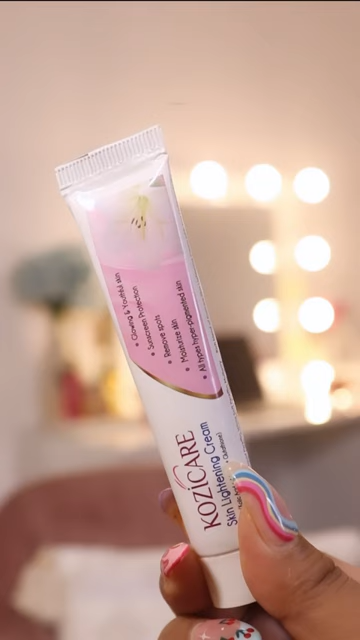 • Glowing & Youthful skin
• Sunscreen Protection
• Remove spots
• Moisturize skin
• All types hyper-pigmented skin
KOZICARE
Skin Lightening Cream